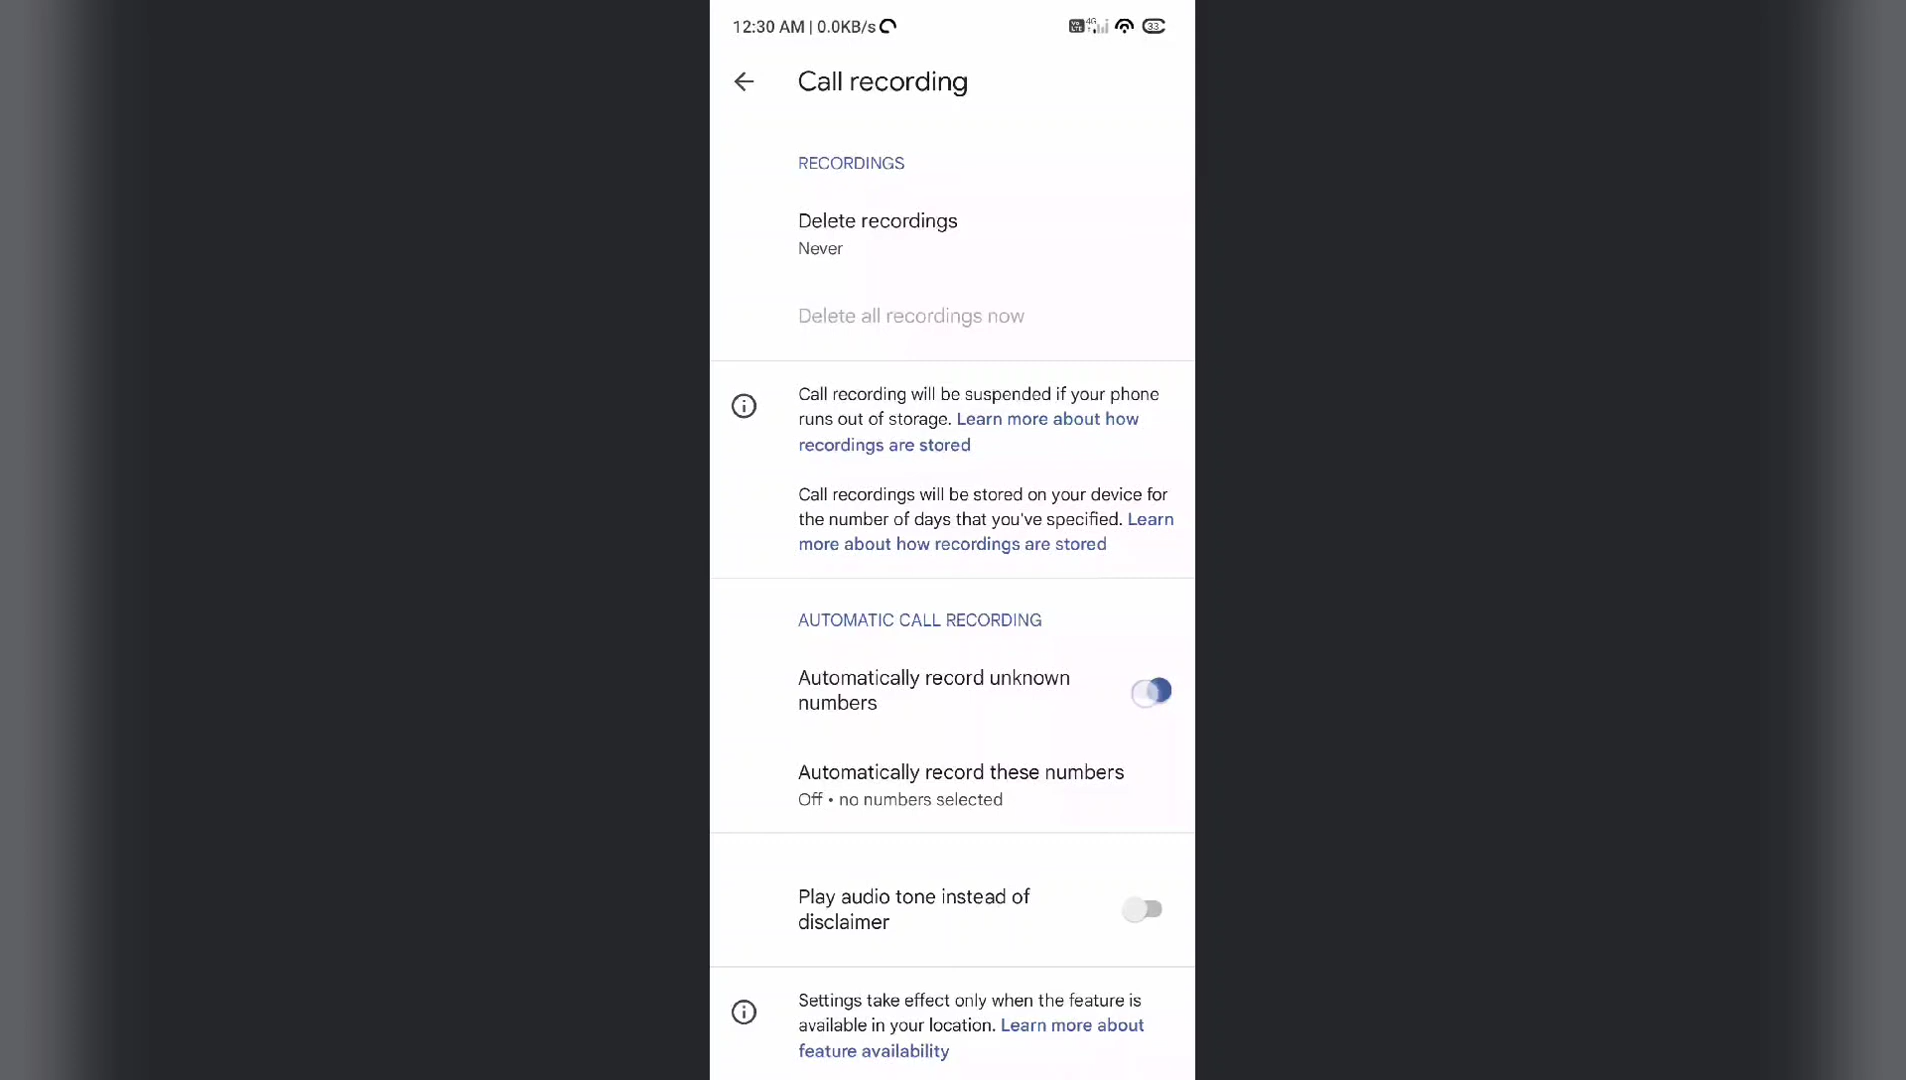 12:30 AM | 0.0KB/s
Vo LTE 4G 33
Call recording
RECORDINGS
Delete recordings
Never
Delete all recordings now
Call recording will be suspended if your phone
runs out of storage. Learn more about how
recordings are stored
Call recordings will be stored on your device for
the number of days that you've specified. Learn
more about how recordings are stored
AUTOMATIC CALL RECORDING
Automatically record unknown
numbers
Automatically record these numbers
Off • no numbers selected
Play audio tone instead of
disclaimer
Settings take effect only when the feature is
available in your location. Learn more about
feature availability